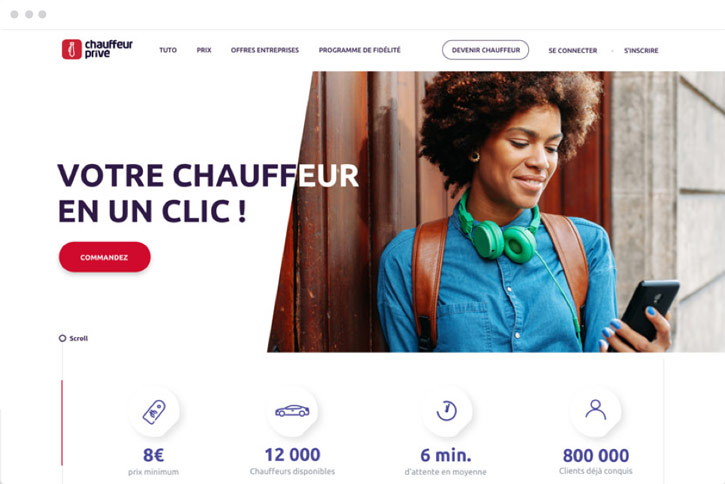 chauffeur
privé
TUTO
PRIX
OFFRES ENTREPRISES
PROGRAMME DE FIDÉLITÉ
DEVENIR CHAUFFEUR
SE CONNECTER
S'INSCRIRE
VOTRE CHAUFFEUR
EN UN CLIC !
COMMANDEZ
Scroll
8€
prix minimum
12 000
Chauffeurs disponibles
6 min.
d'attente en moyenne
800 000
Clients déjà conquis